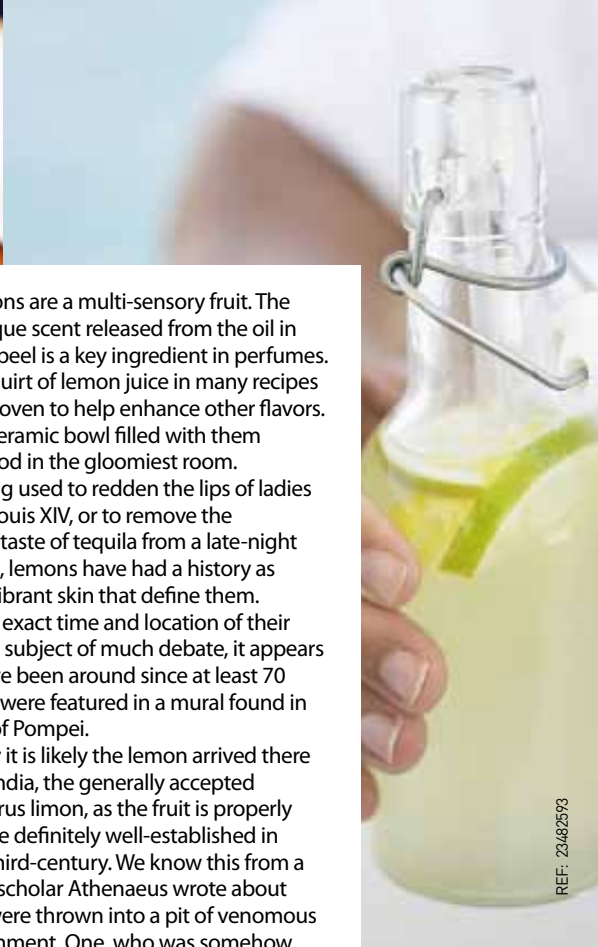 ons are a multi-sensory fruit. The
que scent released from the oil in
peel is a key ingredient in perfumes.
uirt of lemon juice in many recipes
oven to help enhance other flavors.
eramic bowl filled with them
od in the gloomiest room.
g used to redden the lips of ladies
ouis XIV, or to remove the
taste of tequila from a late-night
, lemons have had a history as
ibrant skin that define them.
exact time and location of their
subject of much debate, it appears
e been around since at least 70
were featured in a mural found in
of Pompei.
it is likely the lemon arrived there
ndia, the generally accepted
rus limon, as the fruit is properly
e definitely well-established in
hird-century. We know this from a
scholar Athenaeus wrote about
were thrown into a pit of venomous
nment. One, who was somehow
REF: 23482593